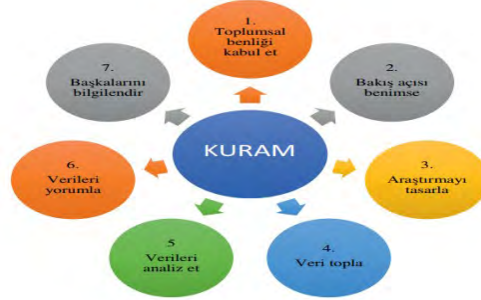 1.
Toplumsal
benliği
kabul et
2.
Bakış açısı
benimse
3.
Araştırmayı
tasarla
4.
Veri topla
5
Verileri
analiz et
6.
Verileri
yorumla
7.
Başkalarını
bilgilendir
KURAM